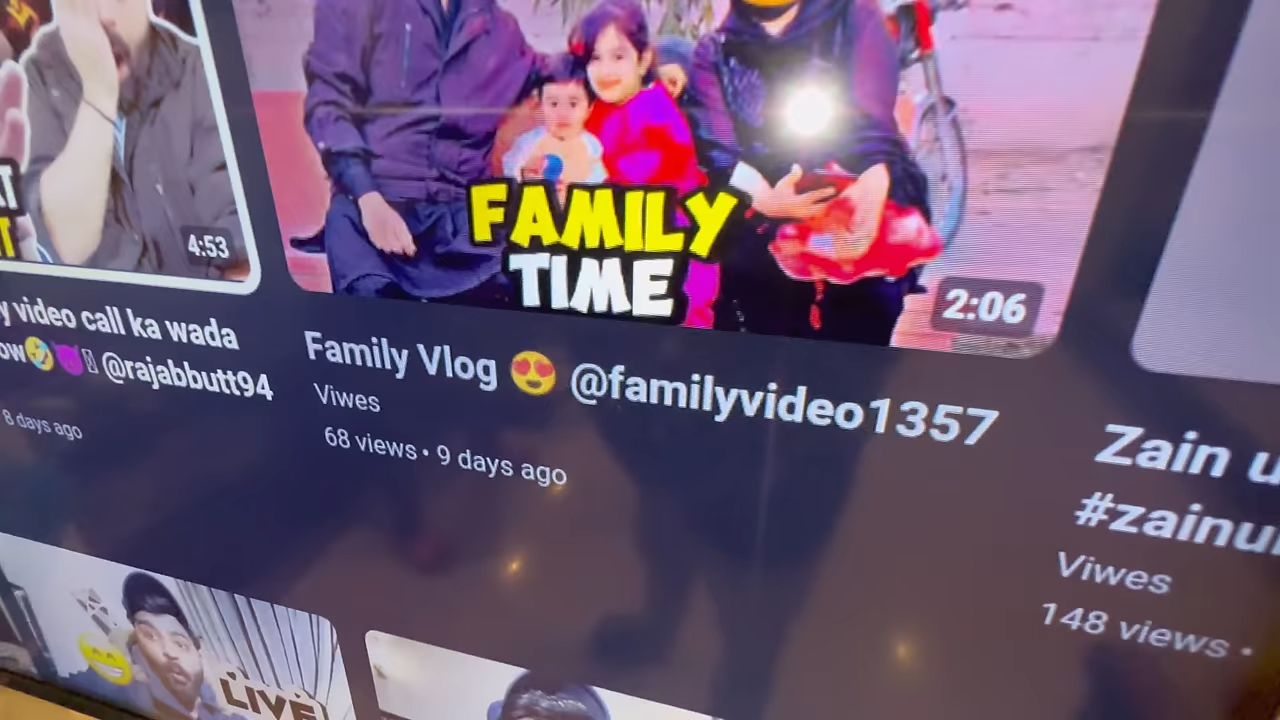 4:53
y video call ka wada
ow🤣😈 @rajabbutt94
8 days ago
FAMILY
TIME
2:06
Family Vlog 😍 @familyvideo1357
Viwes
68 views • 9 days ago
Zain u
#zainu
Viwes
148 views •
LIVE